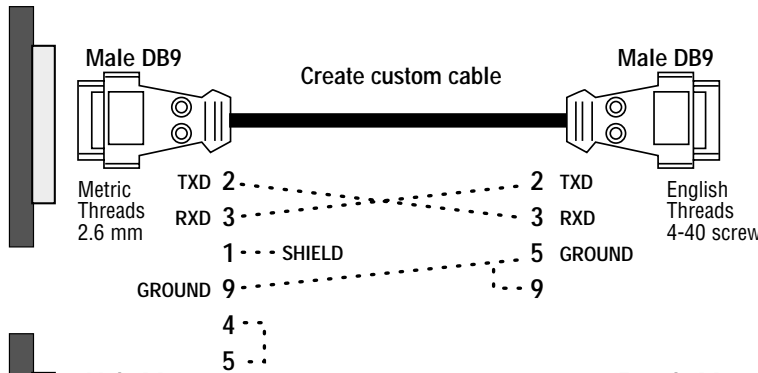 Male DB9
Male DB9
Create custom cable
Metric
Threads
2.6 mm
English
Threads
4-40 screw
TXD 2
2 TXD
RXD 3
3 RXD
1 SHIELD
5 GROUND
GROUND 9
9
4
5